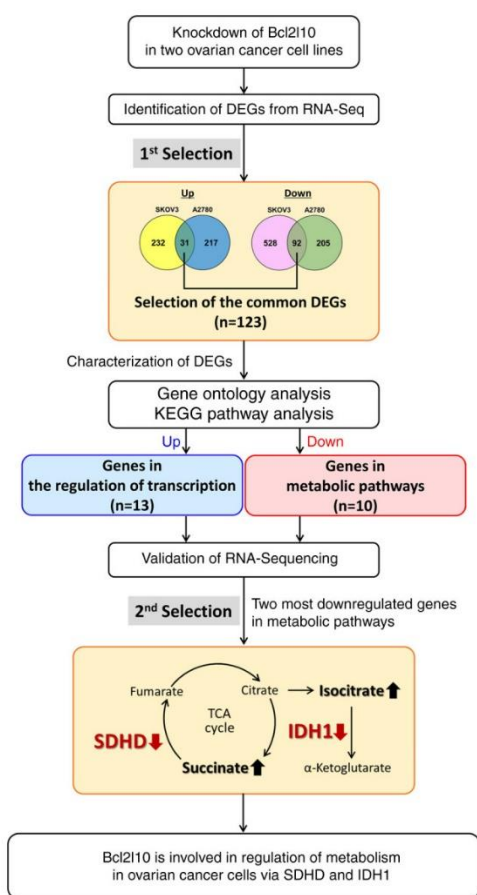 Knockdown of Bcl2l10
in two ovarian cancer cell lines
Identification of DEGs from RNA-Seq
1st Selection
Up
Down
SKOV3 A2780
SKOV3 A2780
232 31 217
528 92 205
Selection of the common DEGs
(n=123)
Characterization of DEGs
Gene ontology analysis
KEGG pathway analysis
Up
Down
Genes in
the regulation of transcription
(n=13)
Genes in
metabolic pathways
(n=10)
Validation of RNA-Sequencing
2nd Selection
Two most downregulated genes
in metabolic pathways
Fumarate
Citrate
Isocitrate
TCA
cycle
SDHD
IDH1
Succinate
α-Ketoglutarate
Bcl2l10 is involved in regulation of metabolism
in ovarian cancer cells via SDHD and IDH1